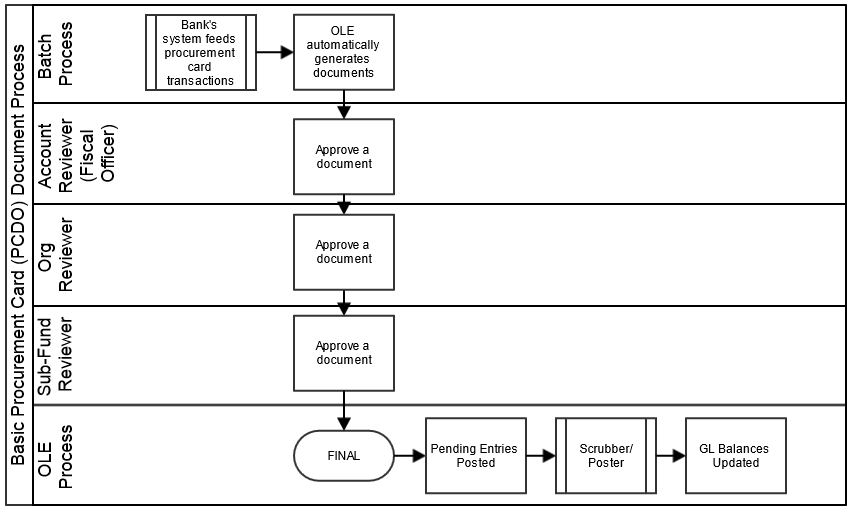 Basic Procurement Card (PCDO) Document Process
Batch
Process
Bank's
system feeds
procurement
card
transactions
OLE
automatically
generates
documents
Account
Reviewer
(Fiscal
Officer)
Approve a
document
Org
Reviewer
Approve a
document
Sub-Fund
Reviewer
Approve a
document
OLE
Process
FINAL
Pending Entries
Posted
Scrubber/
Poster
GL Balances
Updated